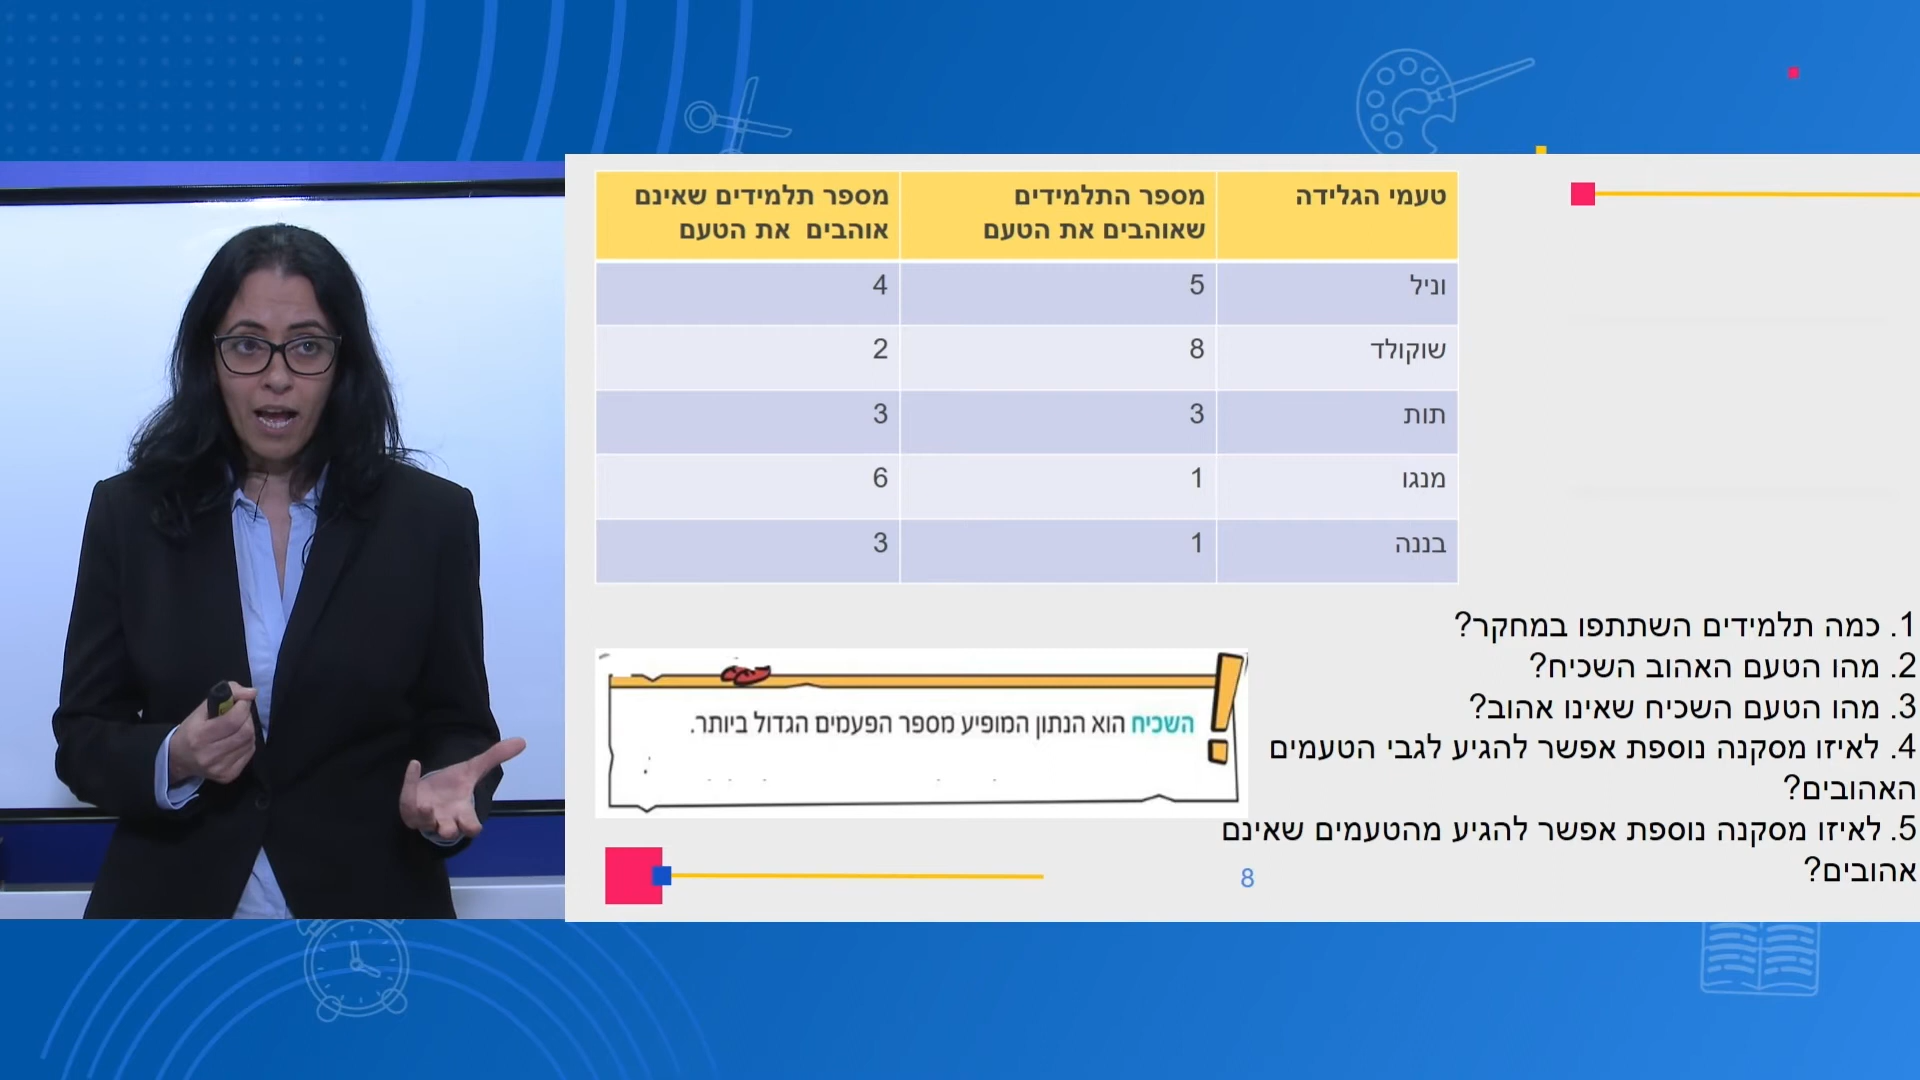 טעמי הגלידה	מספר התלמידים שאוהבים את הטעם	מספר תלמידים שאינם אוהבים את הטעם
וניל	5	4
שוקולד	8	2
תות	3	3
מנגו	1	6
בננה	1	3
1. כמה תלמידים השתתפו במחקר?
2. מהו הטעם האהוב השכיח?
3. מהו הטעם השכיח שאינו אהוב?
4. לאיזו מסקנה נוספת אפשר להגיע לגבי הטעמים
האהובים?
5. לאיזו מסקנה נוספת אפשר להגיע מהטעמים שאינם
אהובים?
השכיח הוא הנתון המופיע מספר הפעמים הגדול ביותר.
8